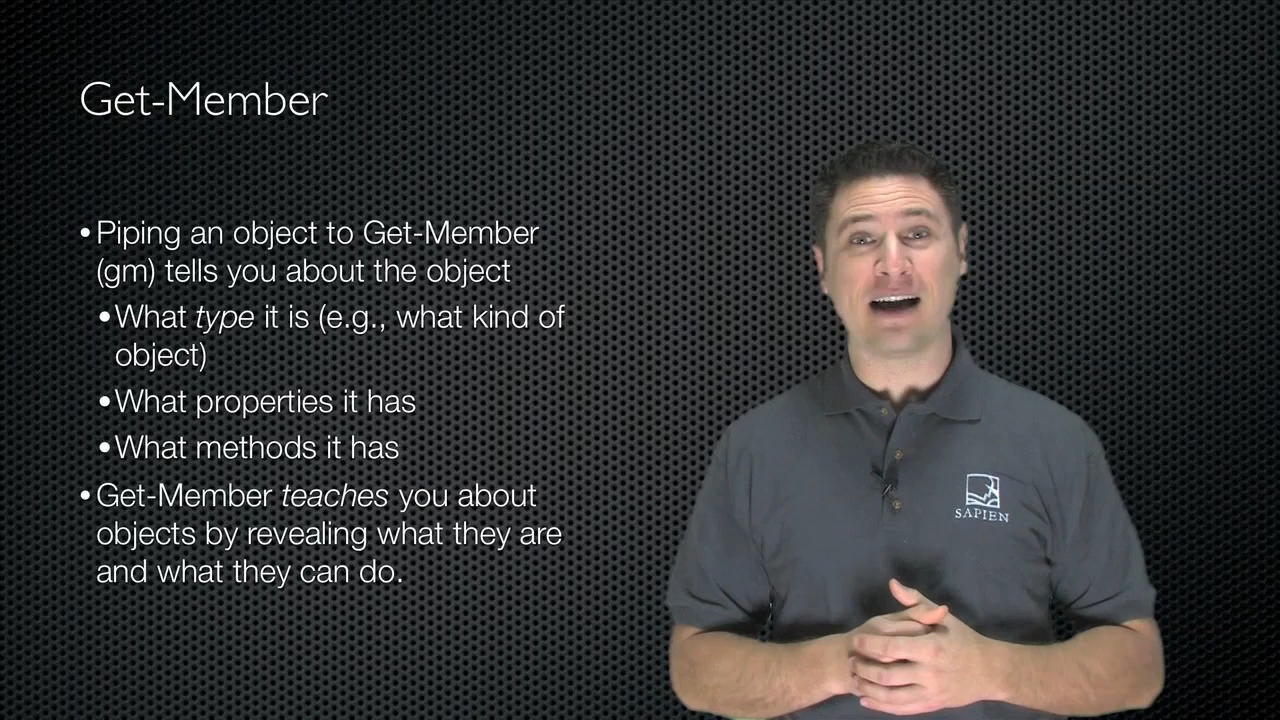 Get-Member
•Piping an object to Get-Member
(gm) tells you about the object
•What type it is (e.g., what kind of
object)
•What properties it has
•What methods it has
•Get-Member teaches you about
objects by revealing what they are
and what they can do.
SAPIEN